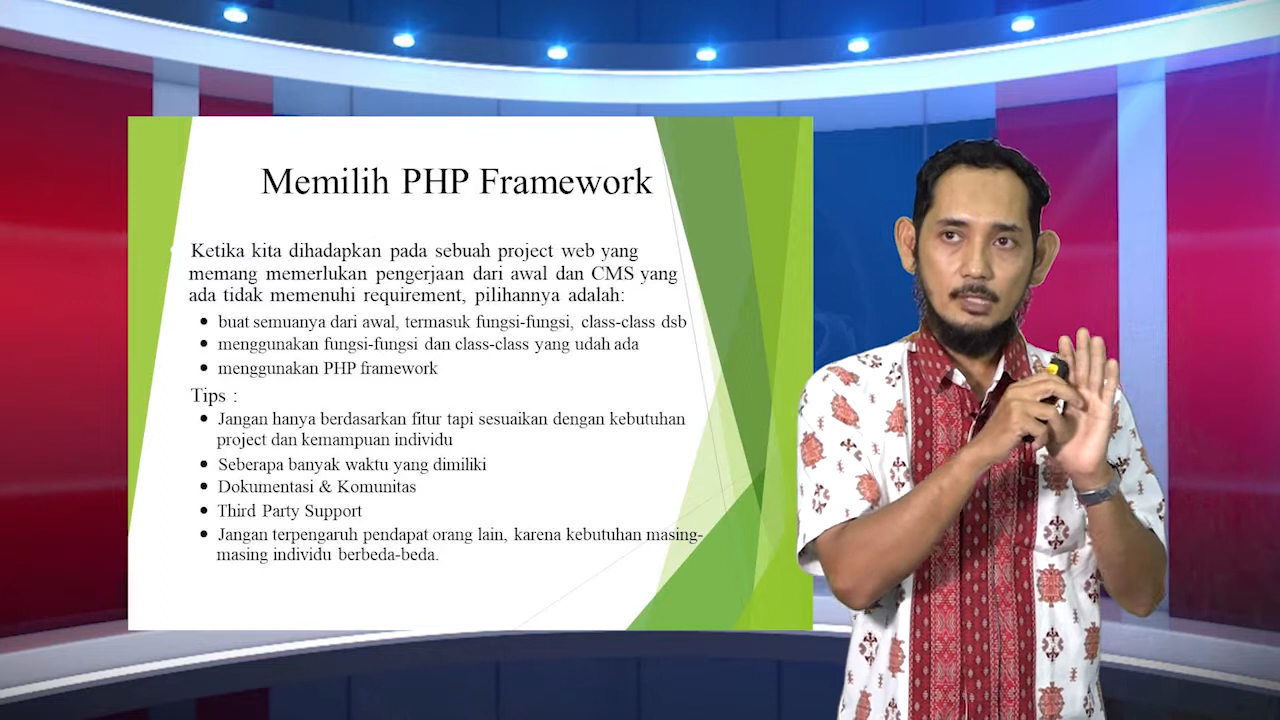 Memilih PHP Framework
Ketika kita dihadapkan pada sebuah project web yang
memang memerlukan pengerjaan dari awal dan CMS yang
ada tidak memenuhi requirement, pilihannya adalah:
• buat semuanya dari awal, termasuk fungsi-fungsi, class-class dsb
• menggunakan fungsi-fungsi dan class-class yang udah ada
• menggunakan PHP framework
Tips :
• Jangan hanya berdasarkan fitur tapi sesuaikan dengan kebutuhan
project dan kemampuan individu
• Seberapa banyak waktu yang dimiliki
• Dokumentasi & Komunitas
• Third Party Support
• Jangan terpengaruh pendapat orang lain, karena kebutuhan masing-
masing individu berbeda-beda.